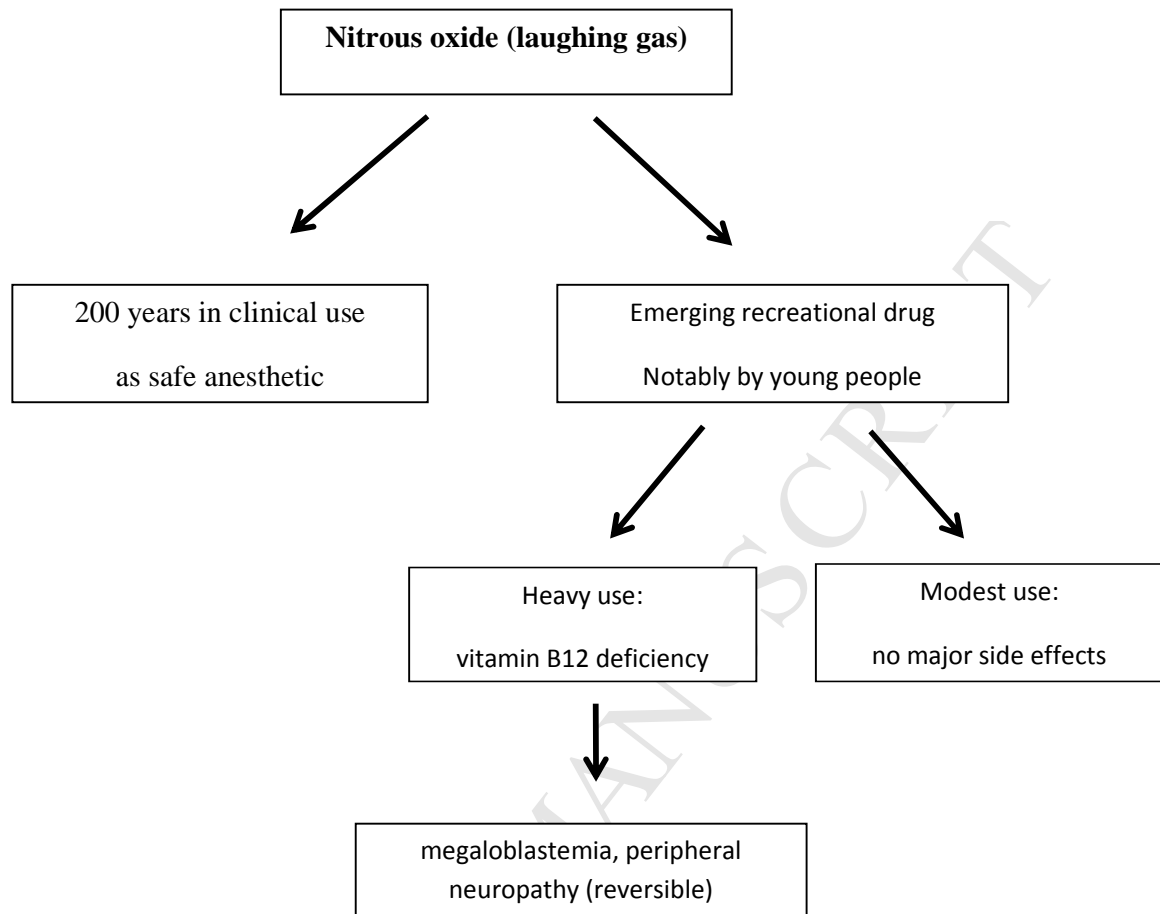 Nitrous oxide (laughing gas)
200 years in clinical use
as safe anesthetic
Emerging recreational drug
Notably by young people
Heavy use:
vitamin B12 deficiency
Modest use:
no major side effects
megaloblastemia, peripheral
neuropathy (reversible)
MANUSCRIPT